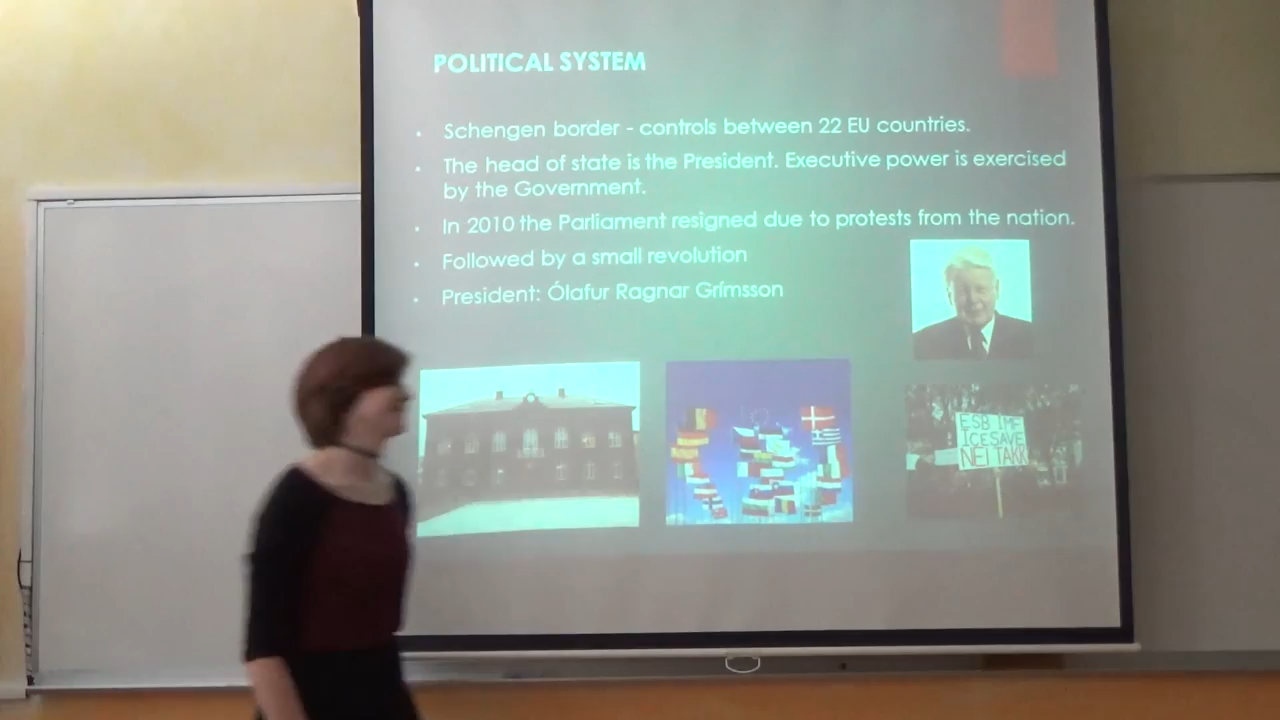 POLITICAL SYSTEM
Schengen border - controls between 22 EU countries.
The head of state is the President. Executive power is exercised
by the Government.
In 2010 the Parliament resigned due to protests from the nation.
Followed by a small revolution
President: Ólafur Ragnar Grímsson
ESB IMF
ICESAVE
NEI TAKK